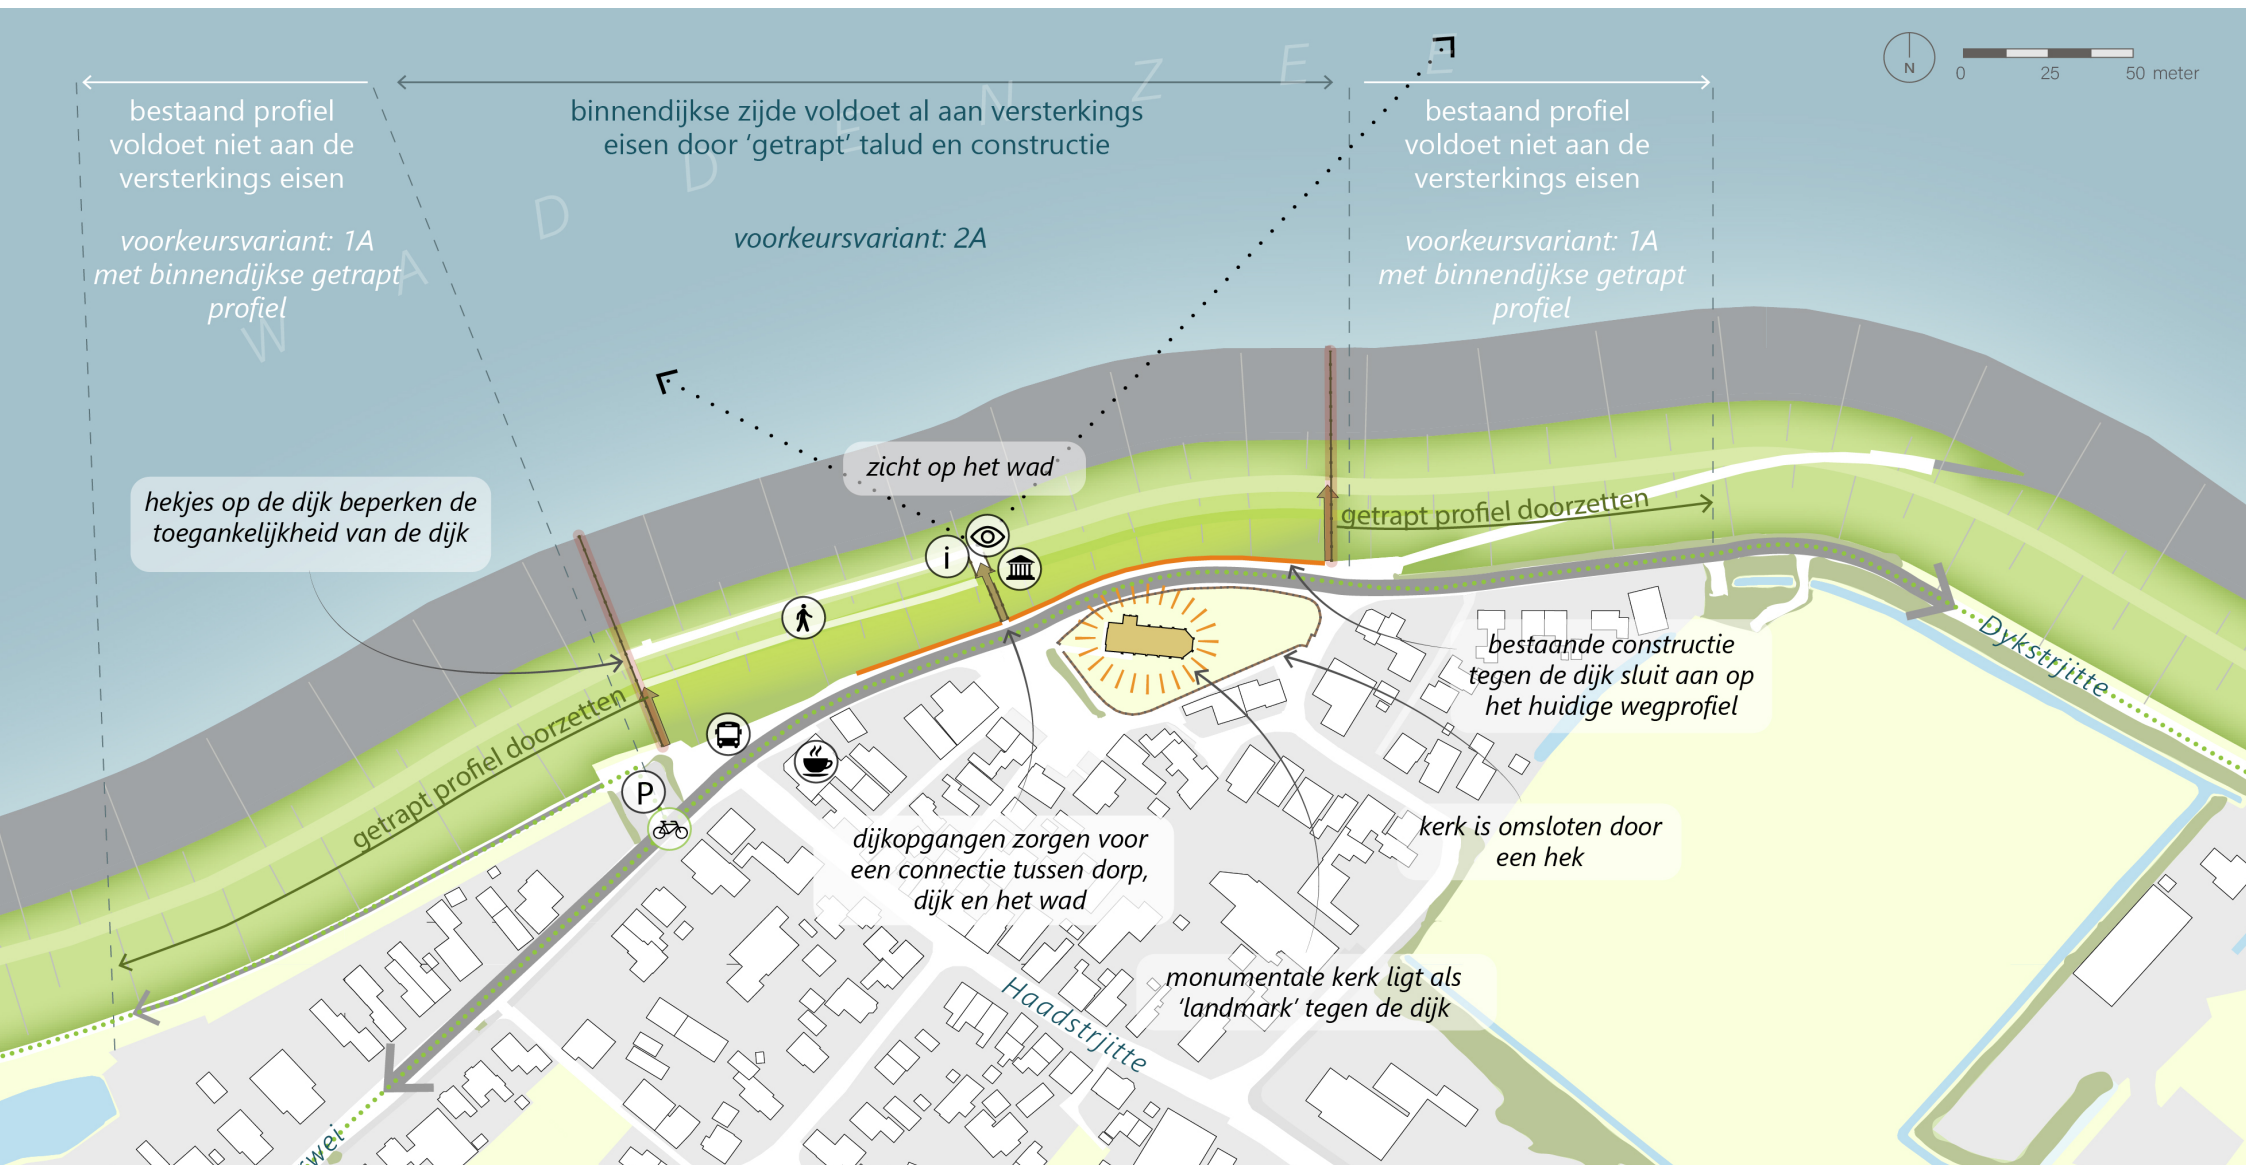 bestaand profiel
voldoet niet aan de
versterkings eisen
voorkeursvariant: 1A
met binnendijkse getrapt
profiel
binnendijkse zijde voldoet al aan versterkings
eisen door ‘getrapt’ talud en constructie
voorkeursvariant: 2A
bestaand profiel
voldoet niet aan de
versterkings eisen
voorkeursvariant: 1A
met binnendijkse getrapt
profiel
N
0 25 50 meter
WADDENZEE
hekjes op de dijk beperken de
toegankelijkheid van de dijk
zicht op het wad
i
getrapt profiel doorzetten
getrapt profiel doorzetten
P
bestaande constructie
tegen de dijk sluit aan op
het huidige wegprofiel
Dykstrjitte
dijkopgangen zorgen voor
een connectie tussen dorp,
dijk en het wad
kerk is omsloten door
een hek
monumentale kerk ligt als
‘landmark’ tegen de dijk
Haadstrjitte